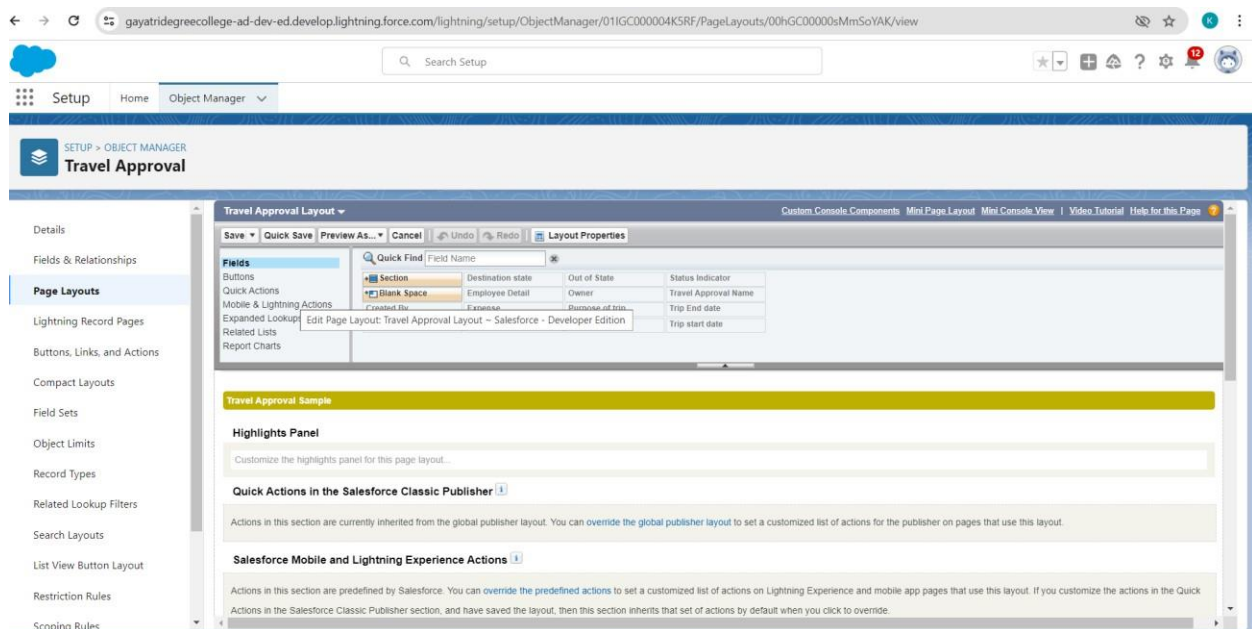 gayatridegreecollege-ad-dev-ed.develop.lightning.force.com/lightning/setup/ObjectManager/01IGC000004K5RF/PageLayouts/00hGC00000sMmSoYAK/view
K
Search Setup
12
Setup Home Object Manager
SETUP > OBJECT MANAGER
Travel Approval
Details
Fields & Relationships
Page Layouts
Lightning Record Pages
Buttons, Links, and Actions
Compact Layouts
Field Sets
Object Limits
Record Types
Related Lookup Filters
Search Layouts
List View Button Layout
Restriction Rules
Scoping Rules
Travel Approval Layout
Custom Console Components Mini Page Layout Mini Console View | Video Tutorial Help for this Page
Save Quick Save Preview As... Cancel Undo Redo Layout Properties
Fields
Buttons
Quick Actions
Mobile & Lightning Actions
Expanded Lookups
Related Lists
Report Charts
Quick Find Field Name
Section Destination state Out of State Status Indicator
Blank Space Employee Detail Owner Travel Approval Name
Created By Expense Purpose of trip Trip End date
Trip start date
Edit Page Layout: Travel Approval Layout ~ Salesforce - Developer Edition
Travel Approval Sample
Highlights Panel
Customize the highlights panel for this page layout...
Quick Actions in the Salesforce Classic Publisher
Actions in this section are currently inherited from the global publisher layout. You can override the global publisher layout to set a customized list of actions for the publisher on pages that use this layout.
Salesforce Mobile and Lightning Experience Actions
Actions in this section are predefined by Salesforce. You can override the predefined actions to set a customized list of actions on Lightning Experience and mobile app pages that use this layout. If you customize the actions in the Quick
Actions in the Salesforce Classic Publisher section, and have saved the layout, then this section inherits that set of actions by default when you click to override.